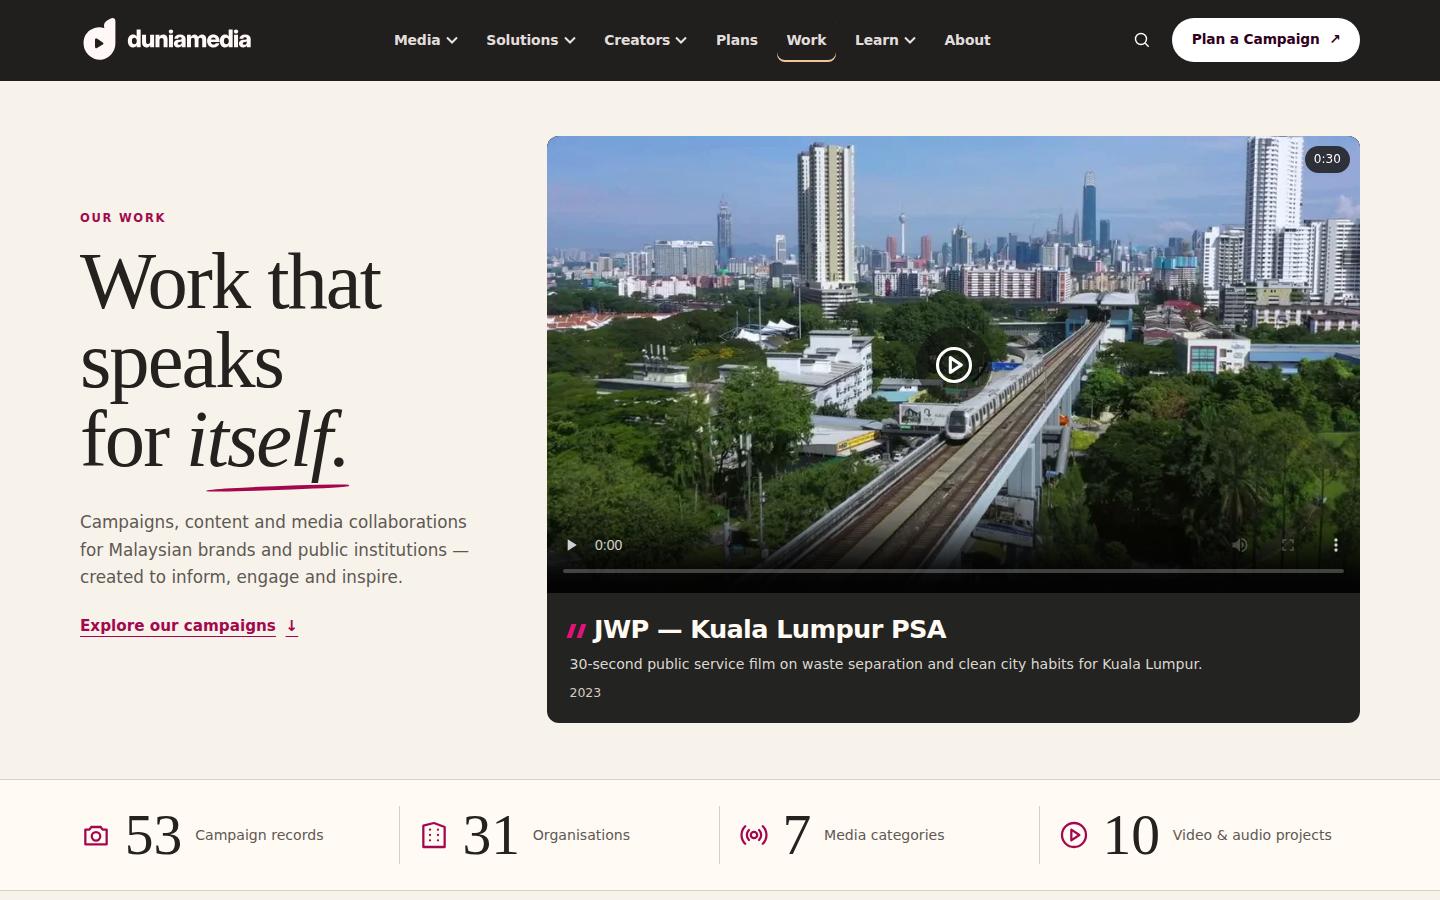 duniamedia
Media
Solutions
Creators
Plans
Work
Learn
About
Plan a Campaign ↗
OUR WORK
Work that
speaks
for itself.
Campaigns, content and media collaborations
for Malaysian brands and public institutions —
created to inform, engage and inspire.
Explore our campaigns ↓
0:30
0:00
JWP — Kuala Lumpur PSA
30-second public service film on waste separation and clean city habits for Kuala Lumpur.
2023
53 Campaign records
31 Organisations
7 Media categories
10 Video & audio projects